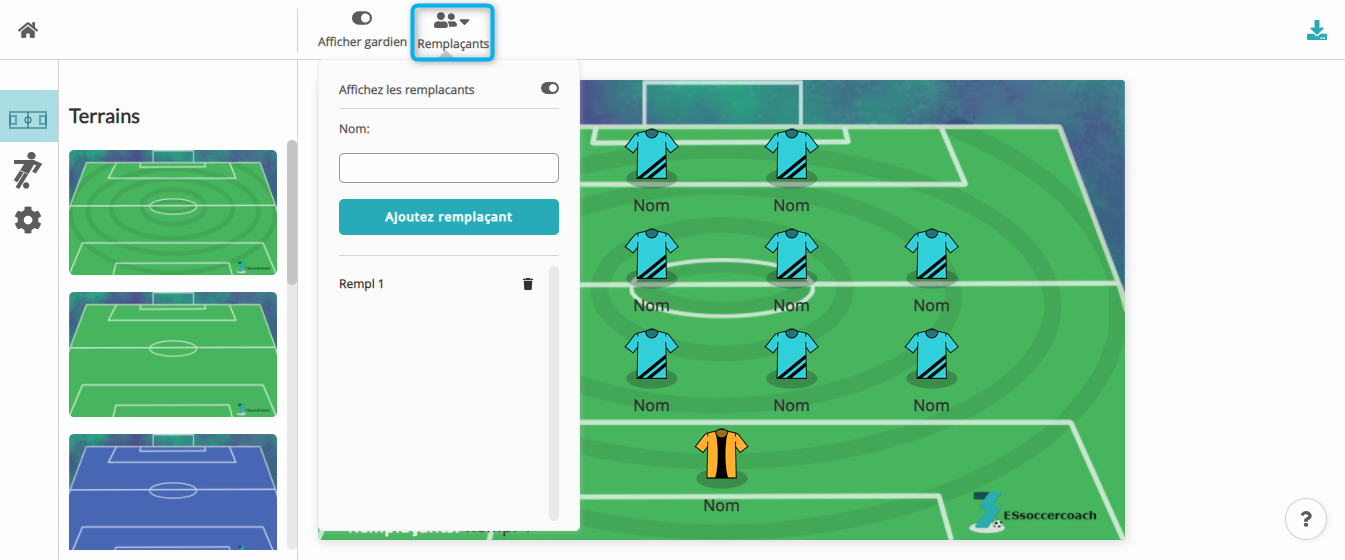 Afficher gardien
Remplaçants
Terrains
Affichez les remplacants
Nom:
Ajoutez remplaçant
Rempl 1
Nom Nom
Nom Nom Nom
Nom Nom Nom
Nom
ESsoccercoach
?